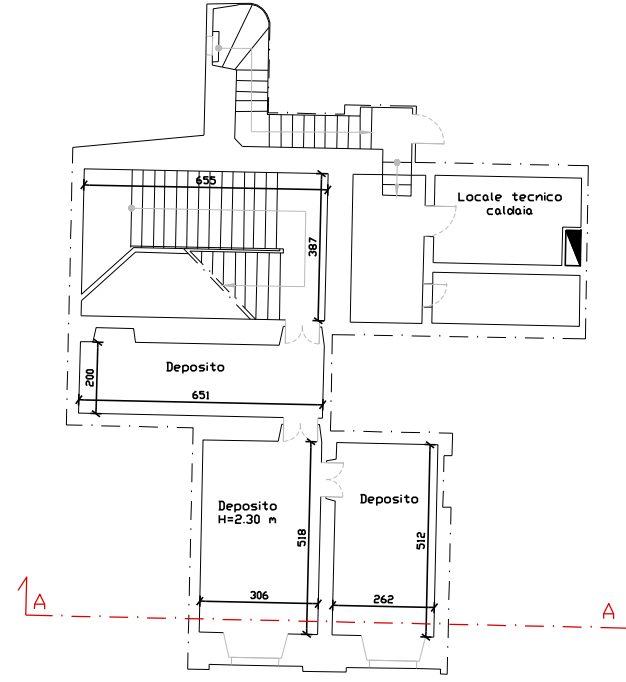 655
387
Locale tecnico
caldaia
Deposito
200
651
Deposito
H=2.30 m
518
Deposito
512
306
262
A
A